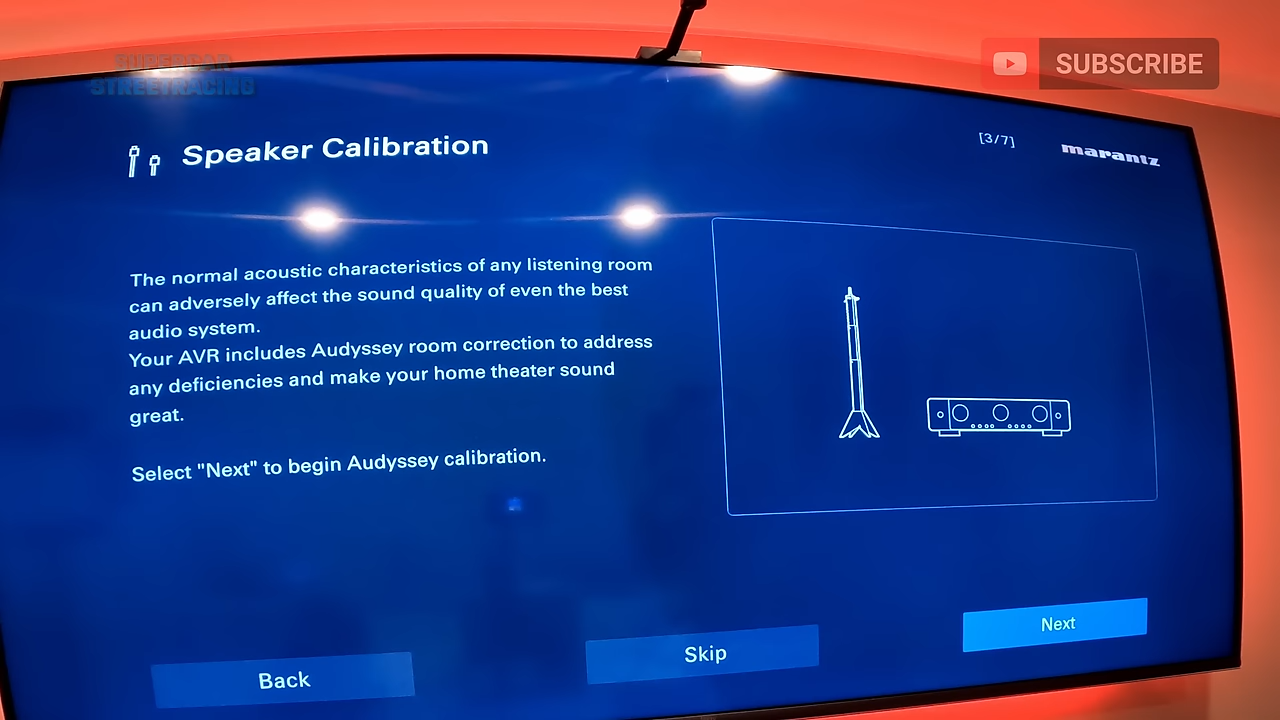 SUPERCAR
STREETRACING
SUBSCRIBE
Speaker Calibration
[3/7]
marantz
The normal acoustic characteristics of any listening room
can adversely affect the sound quality of even the best
audio system.
Your AVR includes Audyssey room correction to address
any deficiencies and make your home theater sound
great.
Select "Next" to begin Audyssey calibration.
Back
Skip
Next